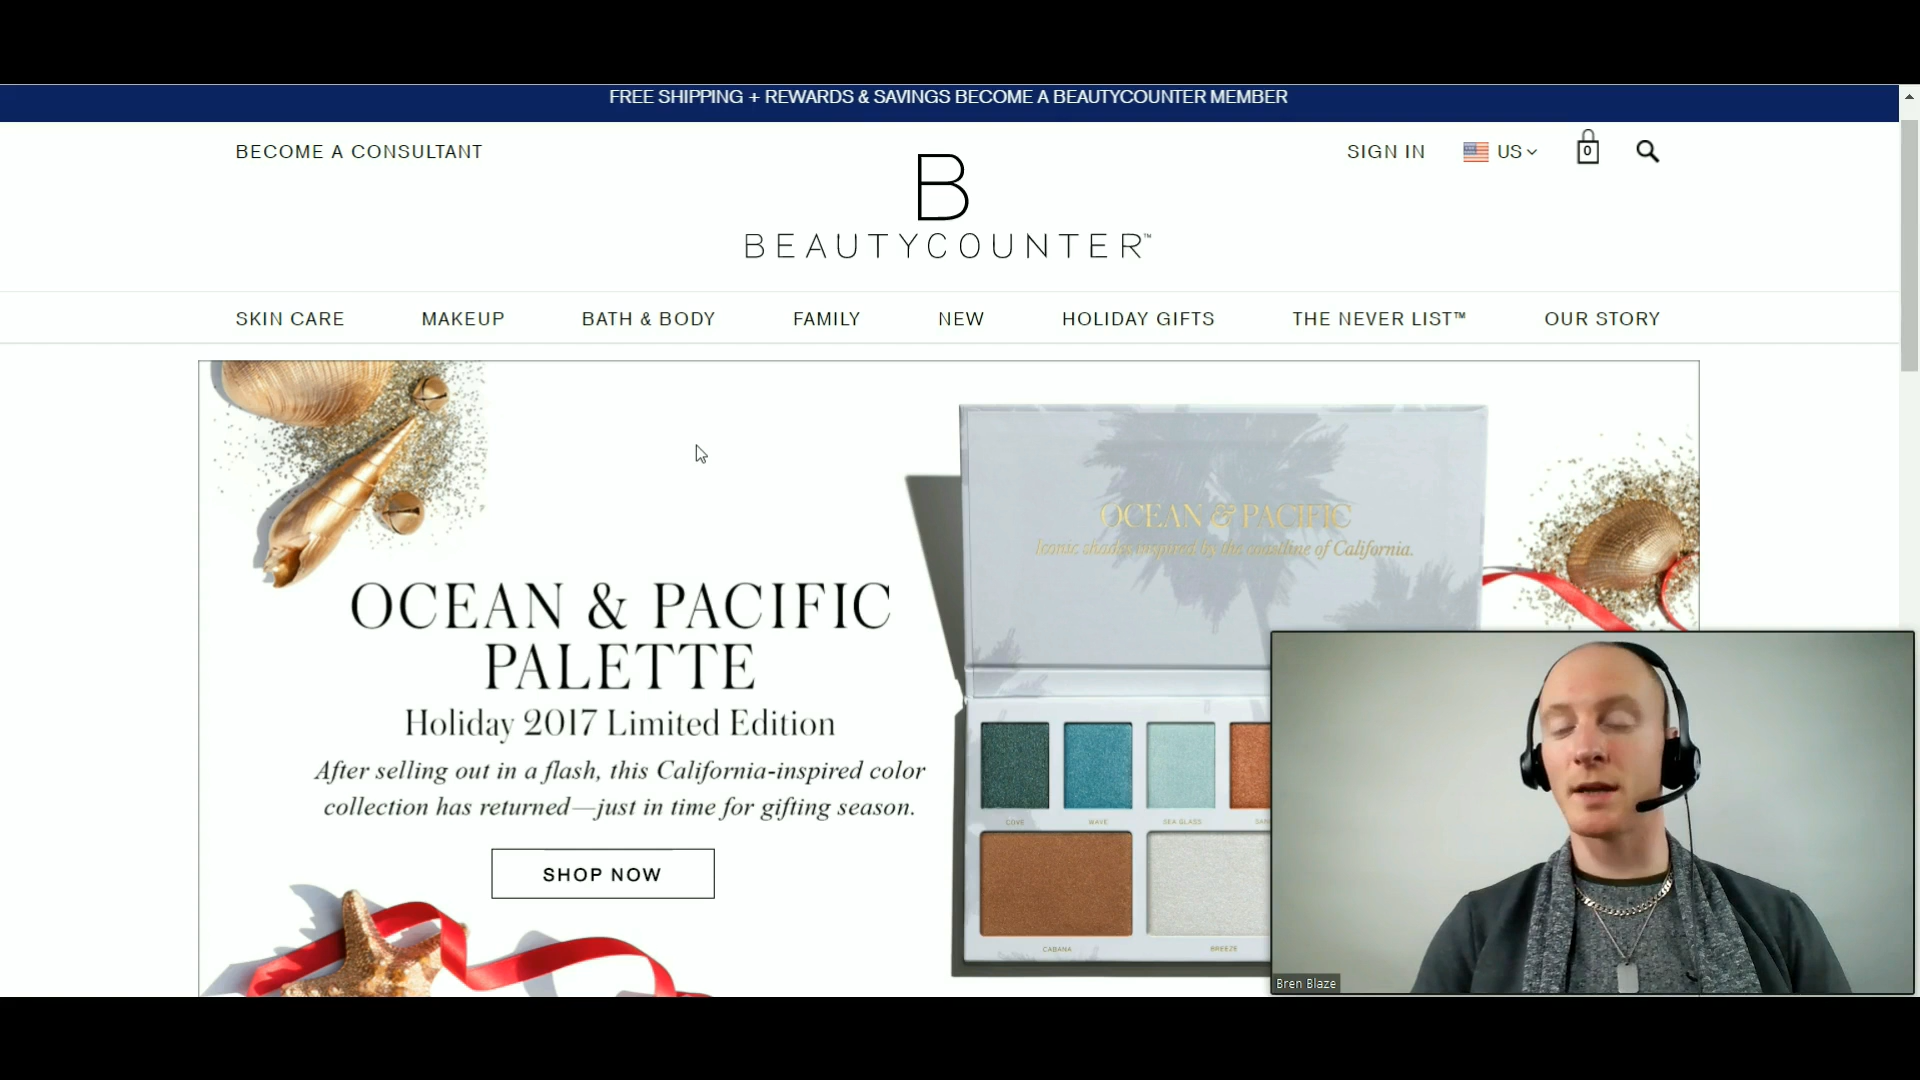 FREE SHIPPING + REWARDS & SAVINGS BECOME A BEAUTYCOUNTER MEMBER
BECOME A CONSULTANT
SIGN IN
US
0
B
BEAUTYCOUNTER™
SKIN CARE
MAKEUP
BATH & BODY
FAMILY
NEW
HOLIDAY GIFTS
THE NEVER LIST™
OUR STORY
OCEAN & PACIFIC
PALETTE
Holiday 2017 Limited Edition
After selling out in a flash, this California-inspired color
collection has returned—just in time for gifting season.
SHOP NOW
OCEAN & PACIFIC
Iconic shades inspired by the coastline of California.
COVE
WAVE
SEA GLASS
CABANA
BREEZE
Bren Blaze